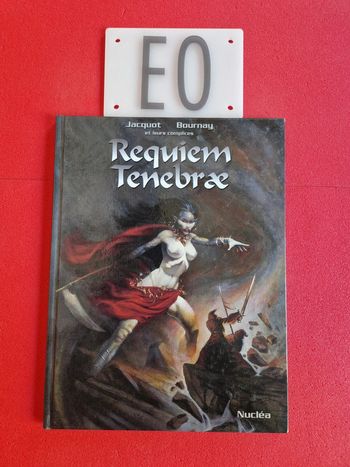 EO
Jacquot Bournay
et leurs complices
Requiem
Tenebræ
Nucléa